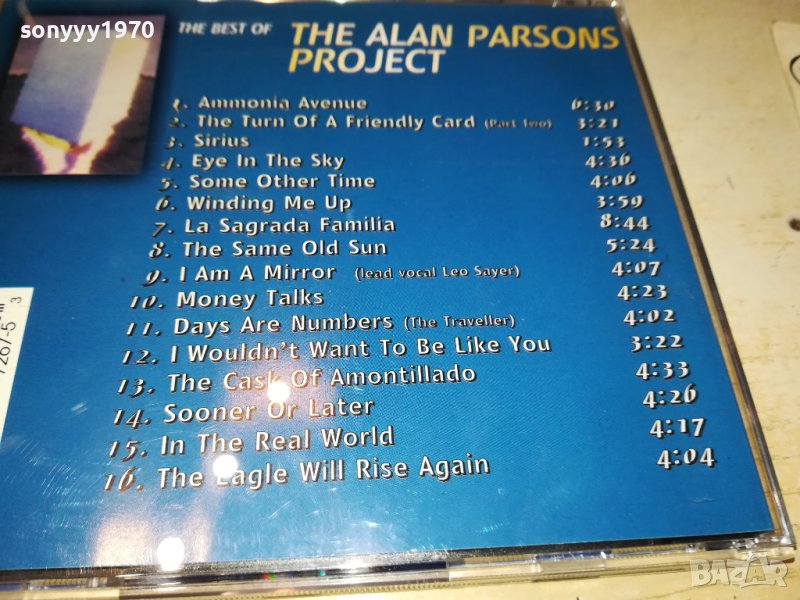 sonyyy1970
THE BEST OF THE ALAN PARSONS
PROJECT
1. Ammonia Avenue 6:30
2. The Turn Of A Friendly Card (Part Two) 3:21
3. Sirius 1:53
4. Eye In The Sky 4:36
5. Some Other Time 4:06
6. Winding Me Up 3:59
7. La Sagrada Familia 8:44
8. The Same Old Sun 5:24
9. I Am A Mirror (lead vocal Leo Sayer) 4:07
10. Money Talks 4:23
11. Days Are Numbers (The Traveller) 4:02
12. I Wouldn't Want To Be Like You 3:22
13. The Cask Of Amontillado 4:33
14. Sooner Or Later 4:26
15. In The Real World 4:17
16. The Eagle Will Rise Again 4:04
7267-5 3
BAZAR